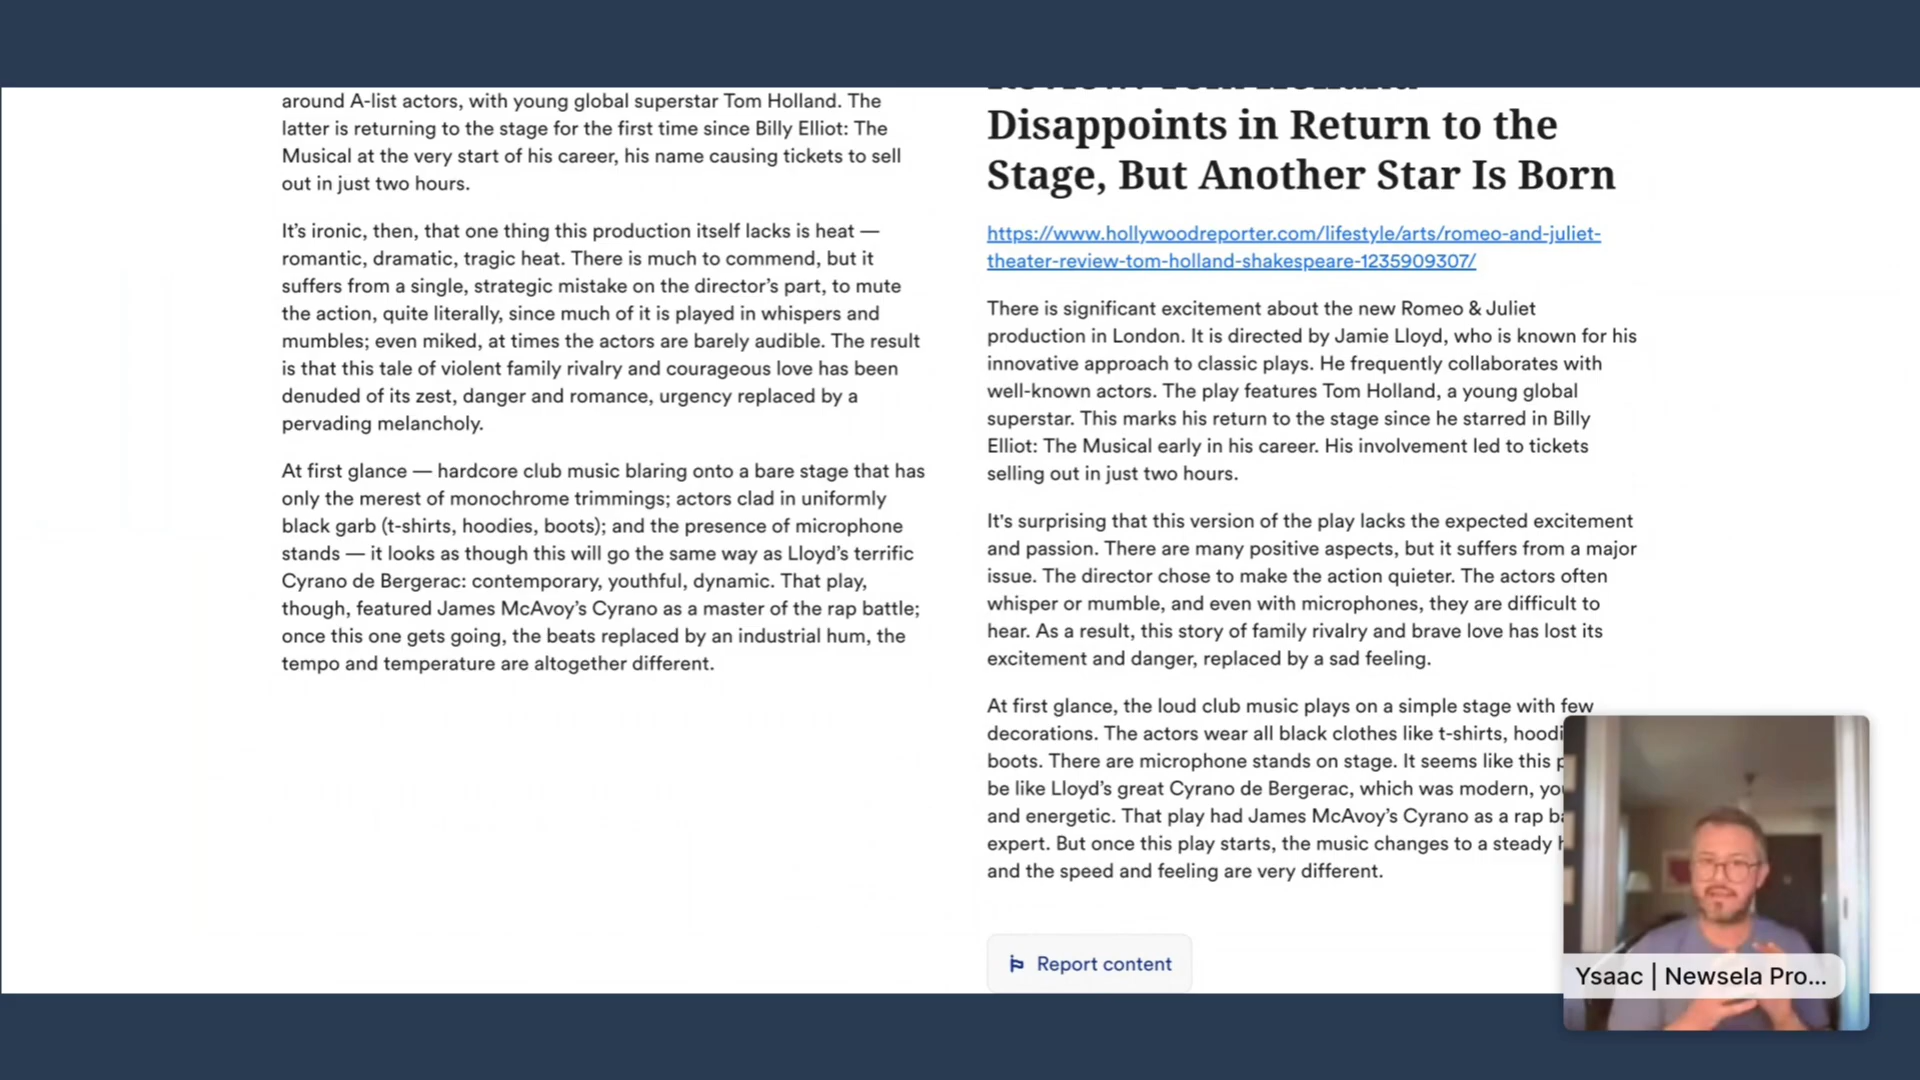 around A-list actors, with young global superstar Tom Holland. The
latter is returning to the stage for the first time since Billy Elliot: The
Musical at the very start of his career, his name causing tickets to sell
out in just two hours.
It’s ironic, then, that one thing this production itself lacks is heat —
romantic, dramatic, tragic heat. There is much to commend, but it
suffers from a single, strategic mistake on the director’s part, to mute
the action, quite literally, since much of it is played in whispers and
mumbles; even miked, at times the actors are barely audible. The result
is that this tale of violent family rivalry and courageous love has been
denuded of its zest, danger and romance, urgency replaced by a
pervading melancholy.
At first glance — hardcore club music blaring onto a bare stage that has
only the merest of monochrome trimmings; actors clad in uniformly
black garb (t-shirts, hoodies, boots); and the presence of microphone
stands — it looks as though this will go the same way as Lloyd’s terrific
Cyrano de Bergerac: contemporary, youthful, dynamic. That play,
though, featured James McAvoy’s Cyrano as a master of the rap battle;
once this one gets going, the beats replaced by an industrial hum, the
tempo and temperature are altogether different.
Disappoints in Return to the
Stage, But Another Star Is Born
https://www.hollywoodreporter.com/lifestyle/arts/romeo-and-juliet-
theater-review-tom-holland-shakespeare-1235909307/
There is significant excitement about the new Romeo & Juliet
production in London. It is directed by Jamie Lloyd, who is known for his
innovative approach to classic plays. He frequently collaborates with
well-known actors. The play features Tom Holland, a young global
superstar. This marks his return to the stage since he starred in Billy
Elliot: The Musical early in his career. His involvement led to tickets
selling out in just two hours.
It's surprising that this version of the play lacks the expected excitement
and passion. There are many positive aspects, but it suffers from a major
issue. The director chose to make the action quieter. The actors often
whisper or mumble, and even with microphones, they are difficult to
hear. As a result, this story of family rivalry and brave love has lost its
excitement and danger, replaced by a sad feeling.
At first glance, the loud club music plays on a simple stage with few
decorations. The actors wear all black clothes like t-shirts,
boots. There are microphone stands on stage. It seems like this
be like Lloyd’s great Cyrano de Bergerac, which was modern,
and energetic. That play had James McAvoy’s Cyrano as a rap
expert. But once this play starts, the music changes to a steady
and the speed and feeling are very different.
Report content
Ysaac | Newsela Pro...